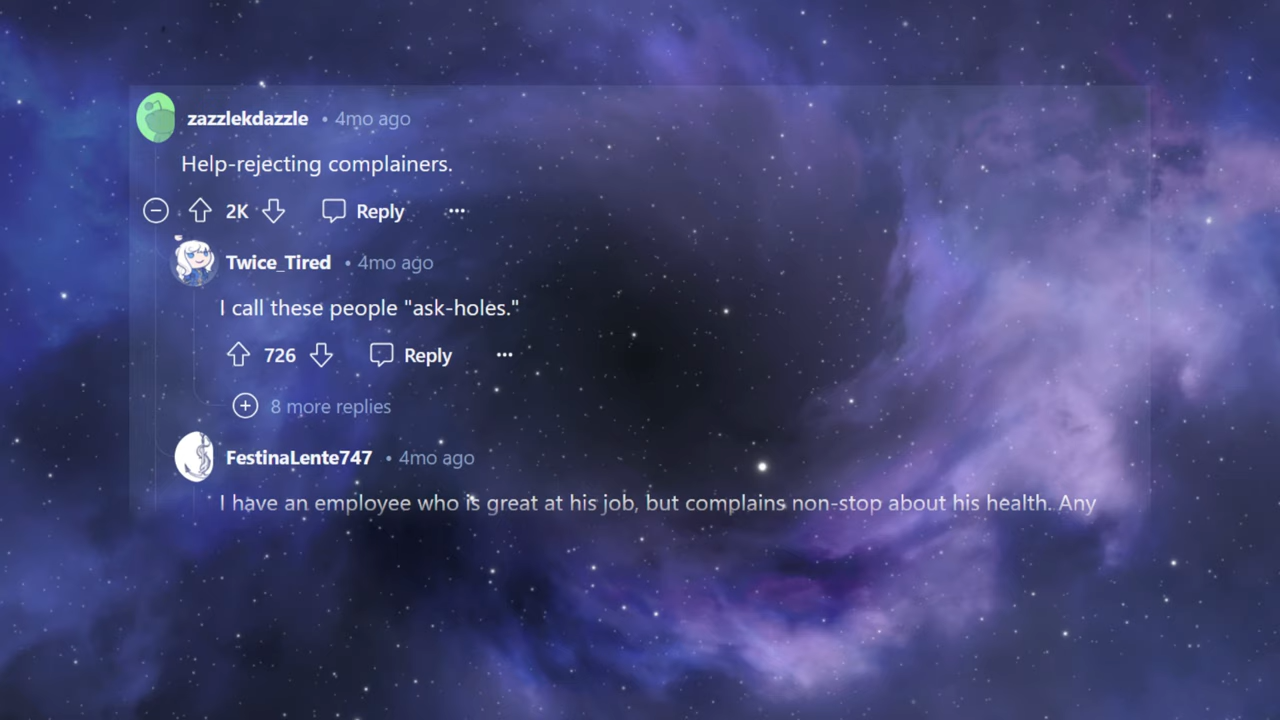 zazzlekdazzle • 4mo ago
Help-rejecting complainers.
2K Reply
Twice_Tired • 4mo ago
I call these people "ask-holes."
726 Reply
8 more replies
FestinaLente747 • 4mo ago
I have an employee who is great at his job, but complains non-stop about his health. Any